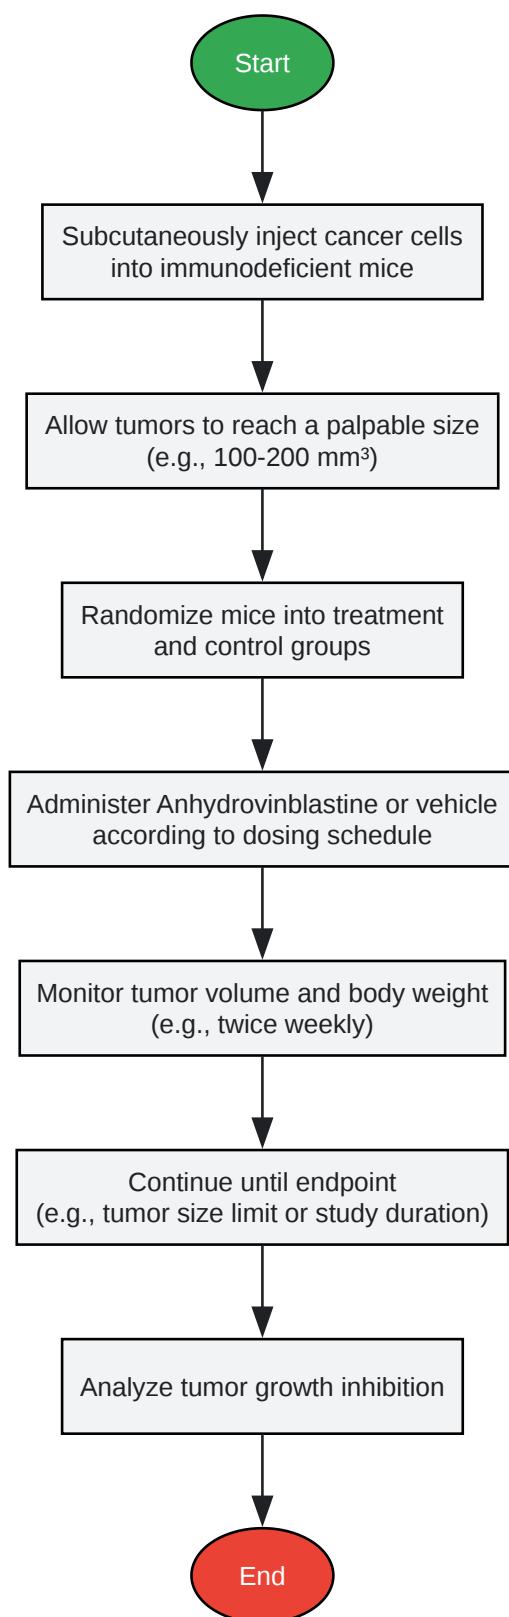 Start
Subcutaneously inject cancer cells
into immunodeficient mice
Allow tumors to reach a palpable size
(e.g., 100-200 mm³)
Randomize mice into treatment
and control groups
Administer Anhydrovinblastine or vehicle
according to dosing schedule
Monitor tumor volume and body weight
(e.g., twice weekly)
Continue until endpoint
(e.g., tumor size limit or study duration)
Analyze tumor growth inhibition
End